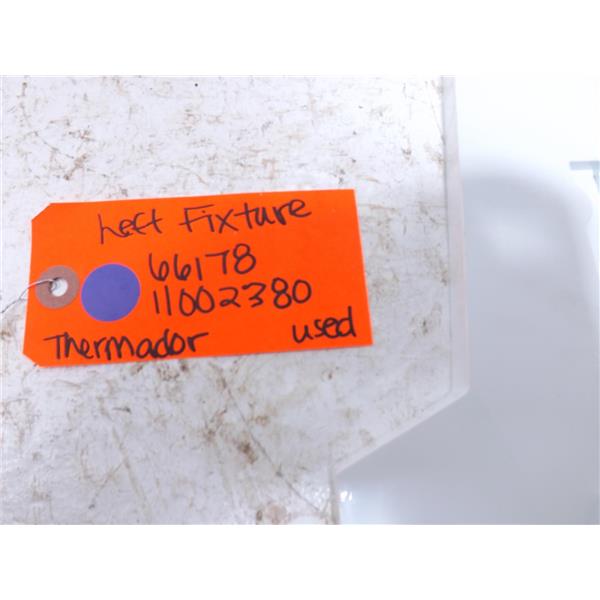 Left Fixture
66178
11002380
Thermador used